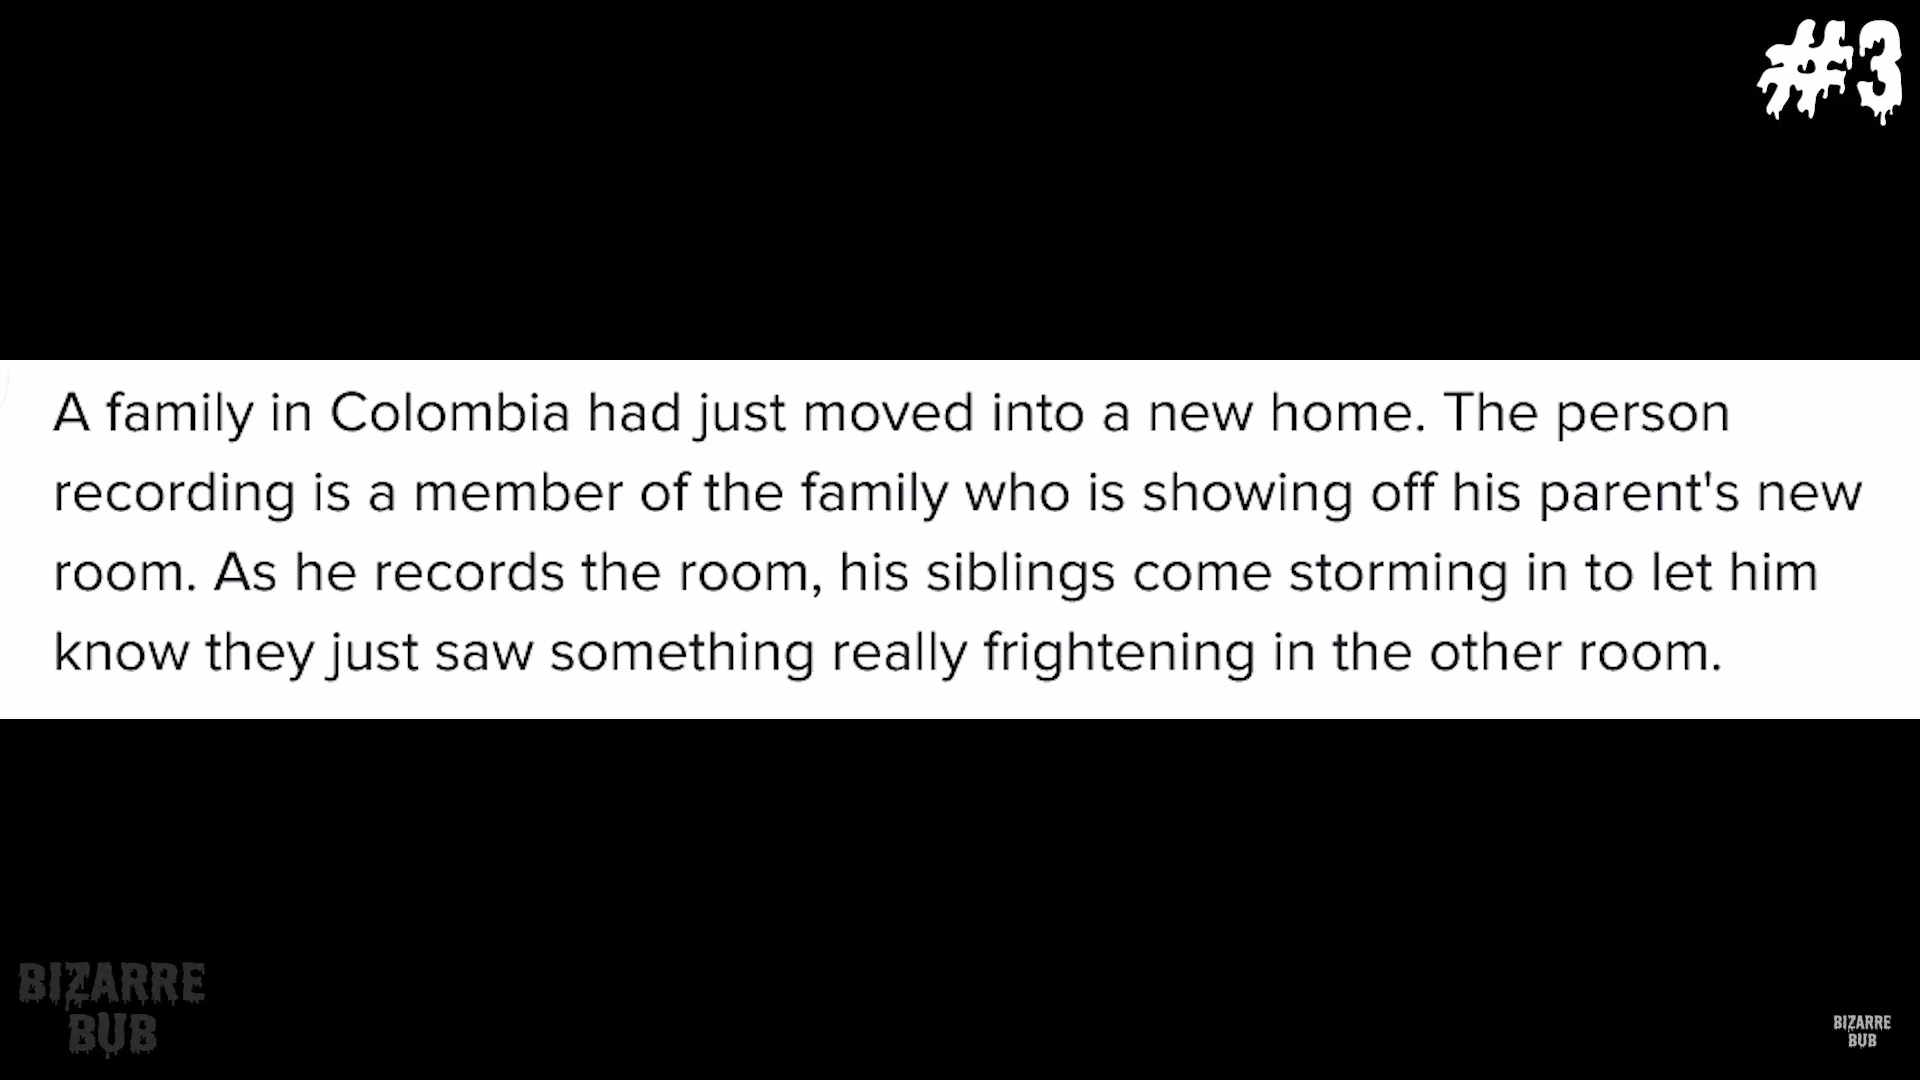 #3
A family in Colombia had just moved into a new home. The person
recording is a member of the family who is showing off his parent's new
room. As he records the room, his siblings come storming in to let him
know they just saw something really frightening in the other room.
BIZARRE
BUB
BIZARRE
BUB